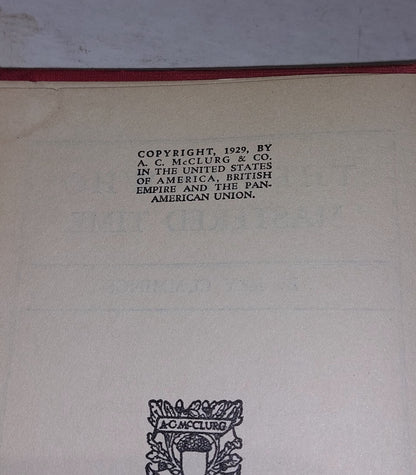 COPYRIGHT, 1929, BY
A. C. McCLURG & CO.
IN THE UNITED STATES
OF AMERICA, BRITISH
EMPIRE AND THE PAN-
AMERICAN UNION.
A·C·McCLURG